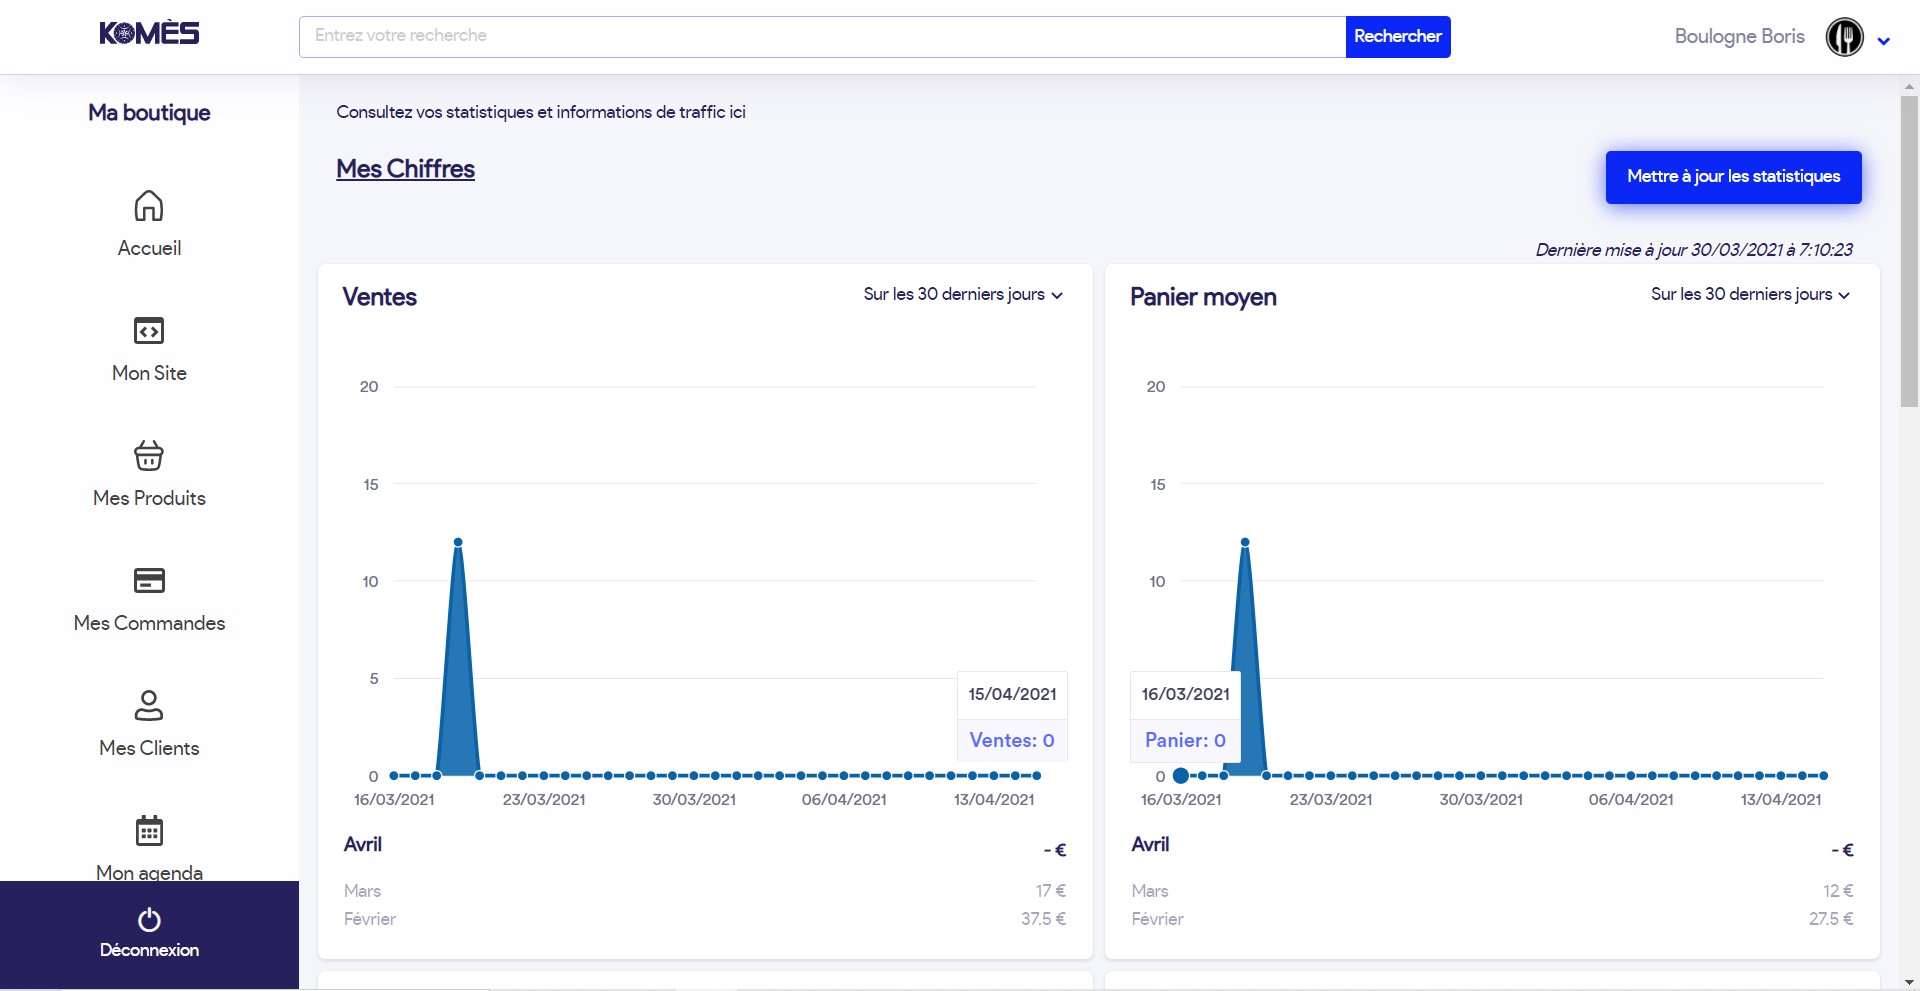 KOMÈS
Entrez votre recherche
Rechercher
Boulogne Boris
Ma boutique
Accueil
Mon Site
Mes Produits
Mes Commandes
Mes Clients
Mon agenda
Déconnexion
Consultez vos statistiques et informations de traffic ici
Mes Chiffres
Mettre à jour les statistiques
Dernière mise à jour 30/03/2021 à 7:10:23
Ventes
Sur les 30 derniers jours
20
15
10
5
0
15/04/2021
Ventes: 0
16/03/2021 23/03/2021 30/03/2021 06/04/2021 13/04/2021
Avril - €
Mars 17 €
Février 37.5 €
Panier moyen
Sur les 30 derniers jours
20
15
10
0
16/03/2021
Panier: 0
16/03/2021 23/03/2021 30/03/2021 06/04/2021 13/04/2021
Avril - €
Mars 12 €
Février 27.5 €